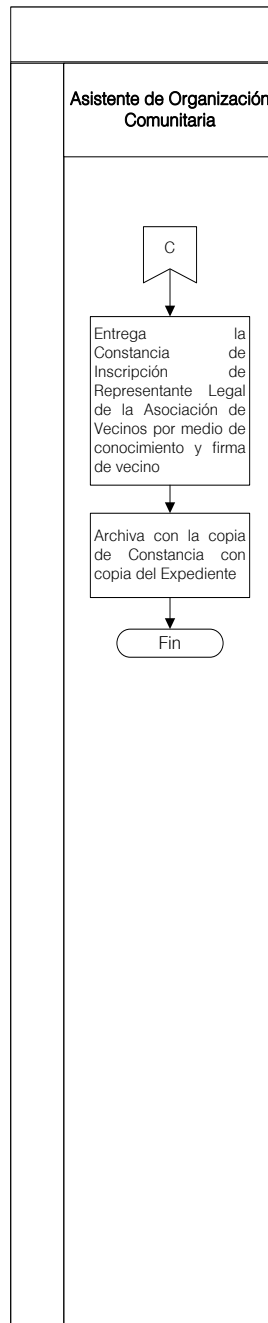 Asistente de Organización
Comunitaria
C
Entrega la
Constancia de
Inscripción de
Representante Legal
de la Asociación de
Vecinos por medio de
conocimiento y firma
de vecino
Archiva con la copia
de Constancia con
copia del Expediente
Fin